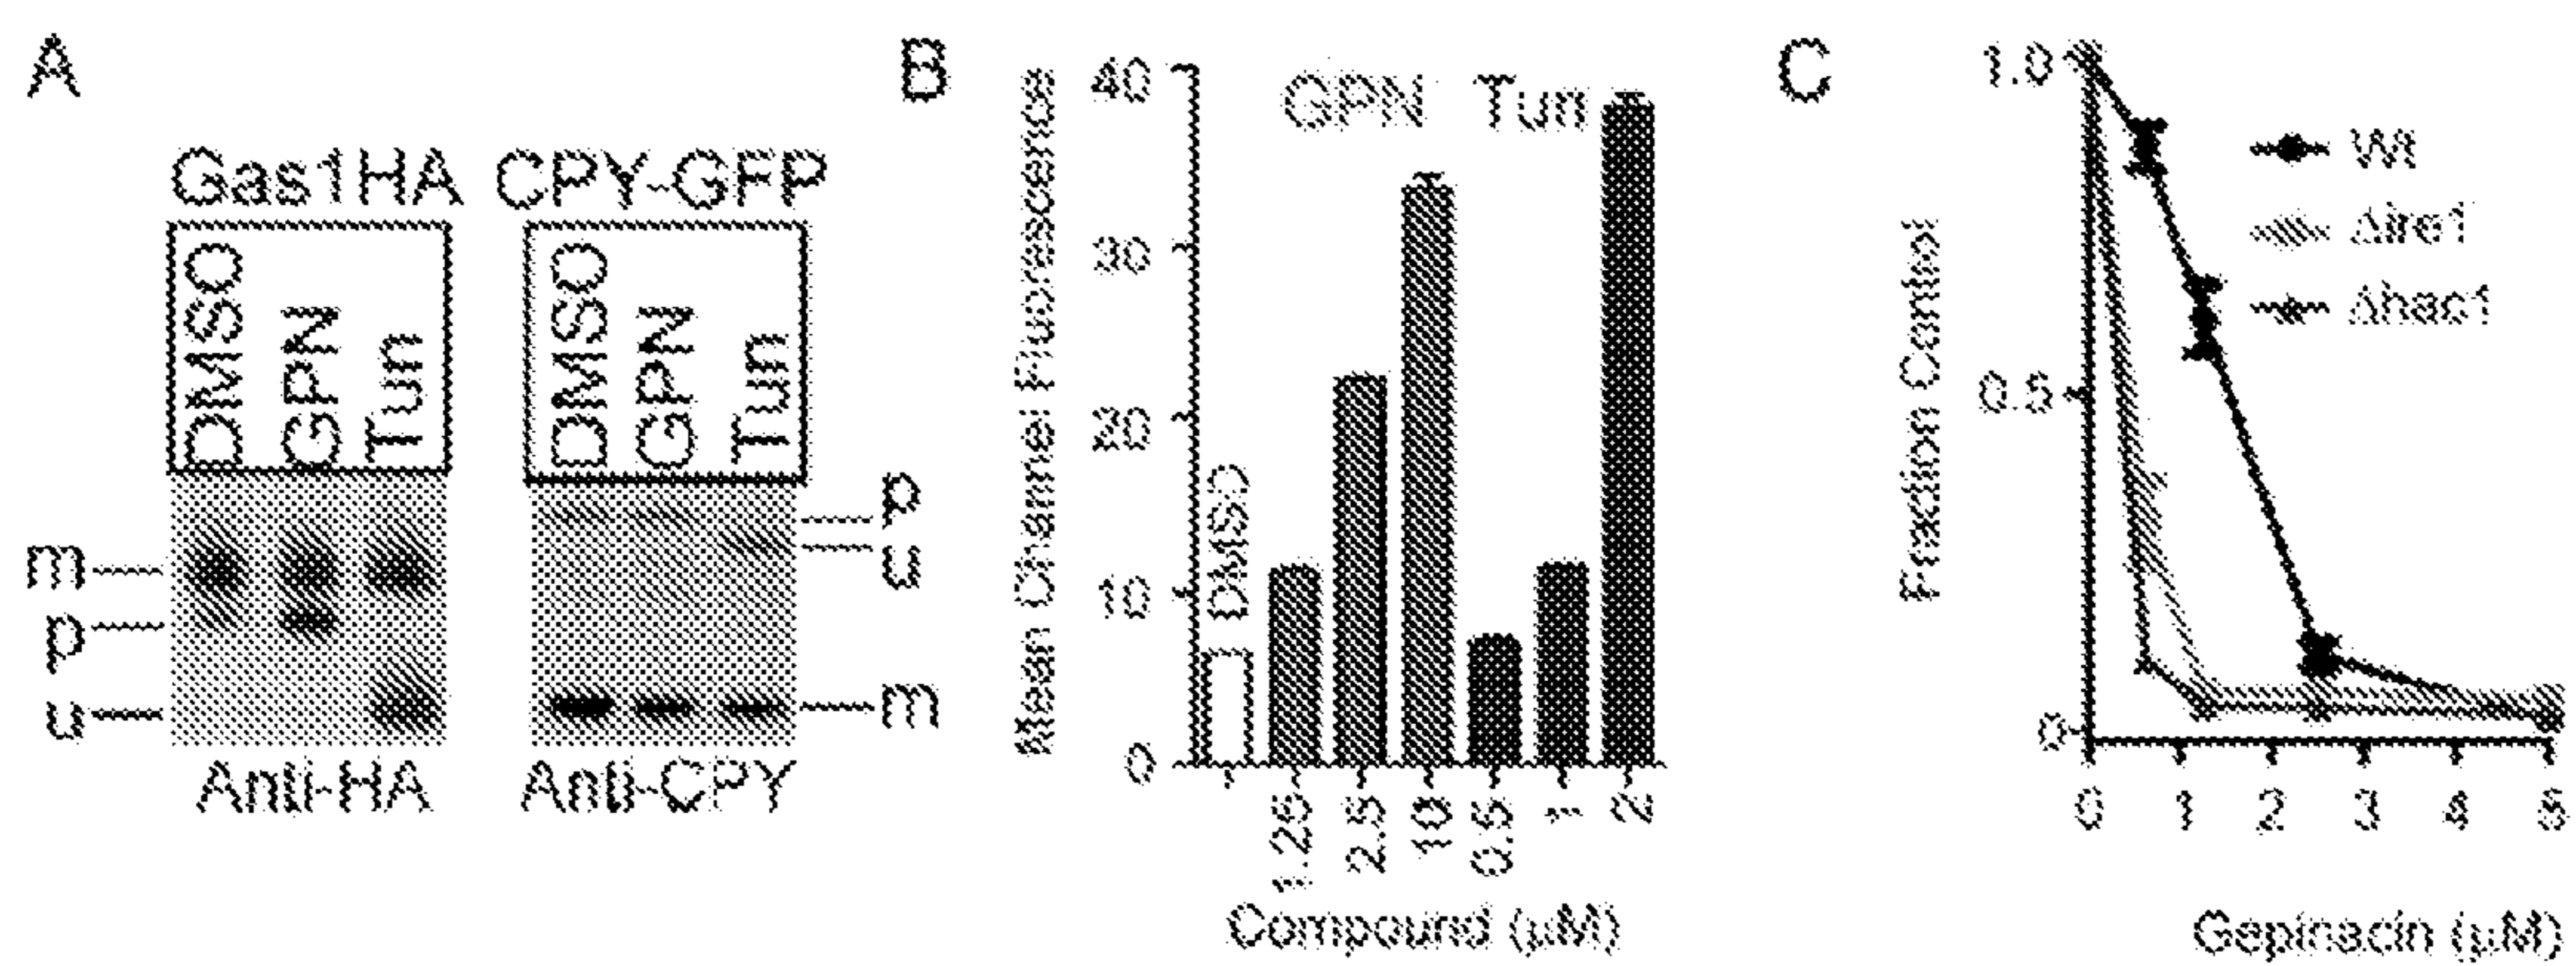 A
Gas1HA CPY-GFP
DMSO
GPN
Tun
DMSO
GPN
Tun
m
p
u
p
u
m
Anti-HA Anti-CPY
B
Mean Channel Fluorescence
40
30
20
10
0
GPN Tun
DMSO
1.25
2.5
10
0.5
1
2
Compound (μM)
C
Fraction Control
1.0
0.5
0
Wt
Δire1
Δhac1
0 1 2 3 4 5
Gepinacin (μM)